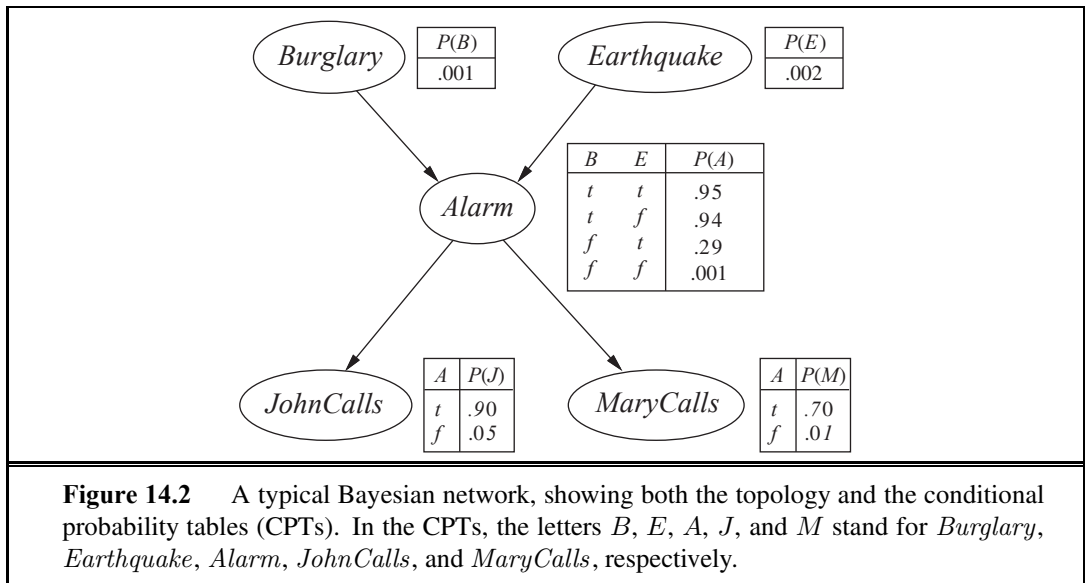 Burglary
P(B)
.001
Earthquake
P(E)
.002
Alarm
B E P(A)
t t .95
t f .94
f t .29
f f .001
JohnCalls
A P(J)
t .90
f .05
MaryCalls
A P(M)
t .70
f .01
Figure 14.2 A typical Bayesian network, showing both the topology and the conditional
probability tables (CPTs). In the CPTs, the letters B, E, A, J, and M stand for Burglary,
Earthquake, Alarm, JohnCalls, and MaryCalls, respectively.